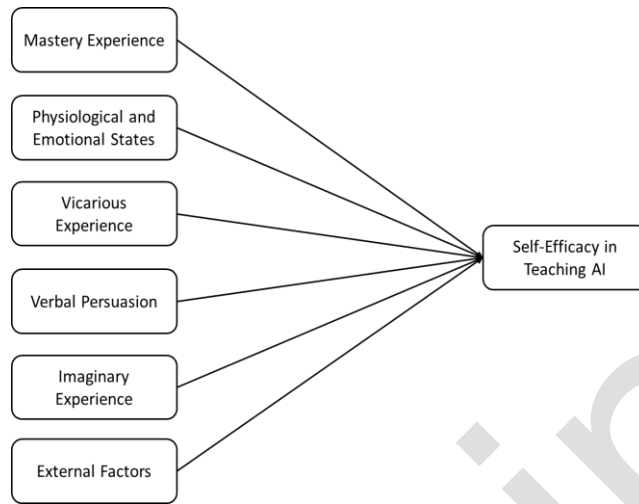 Mastery Experience
Physiological and
Emotional States
Vicarious
Experience
Verbal Persuasion
Imaginary
Experience
External Factors
Self-Efficacy in
Teaching AI